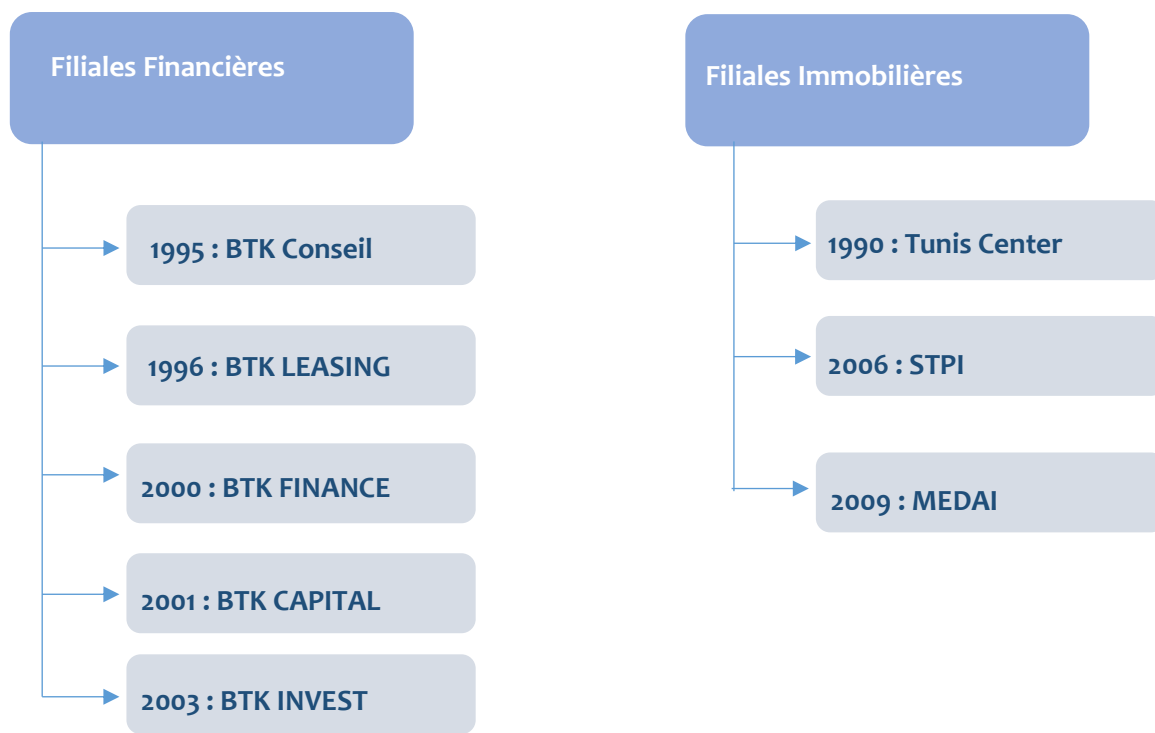 Filiales Financières
1995 : BTK Conseil
1996 : BTK LEASING
2000 : BTK FINANCE
2001 : BTK CAPITAL
2003 : BTK INVEST
Filiales Immobilières
1990 : Tunis Center
2006 : STPI
2009 : MEDAI